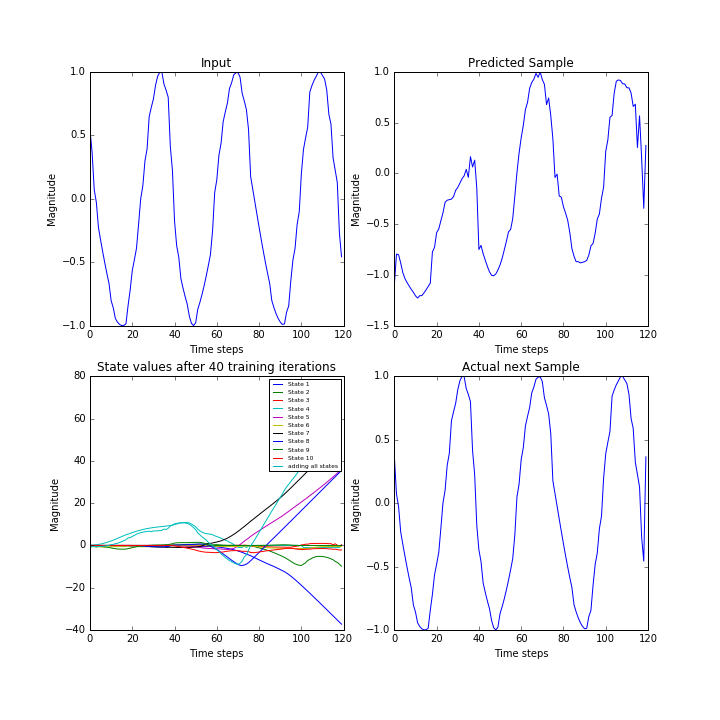 Input
1.0
0.5
0.0
−0.5
−1.0
Magnitude
0 20 40 60 80 100 120
Time steps
Predicted Sample
1.0
0.5
0.0
−0.5
−1.0
−1.5
Magnitude
0 20 40 60 80 100 120
Time steps
State values after 40 training iterations
80
60
40
20
0
−20
−40
Magnitude
0 20 40 60 80 100 120
Time steps
State 1
State 2
State 3
State 4
State 5
State 6
State 7
State 8
State 9
State 10
adding all states
Actual next Sample
1.0
0.5
0.0
−0.5
−1.0
Magnitude
0 20 40 60 80 100 120
Time steps